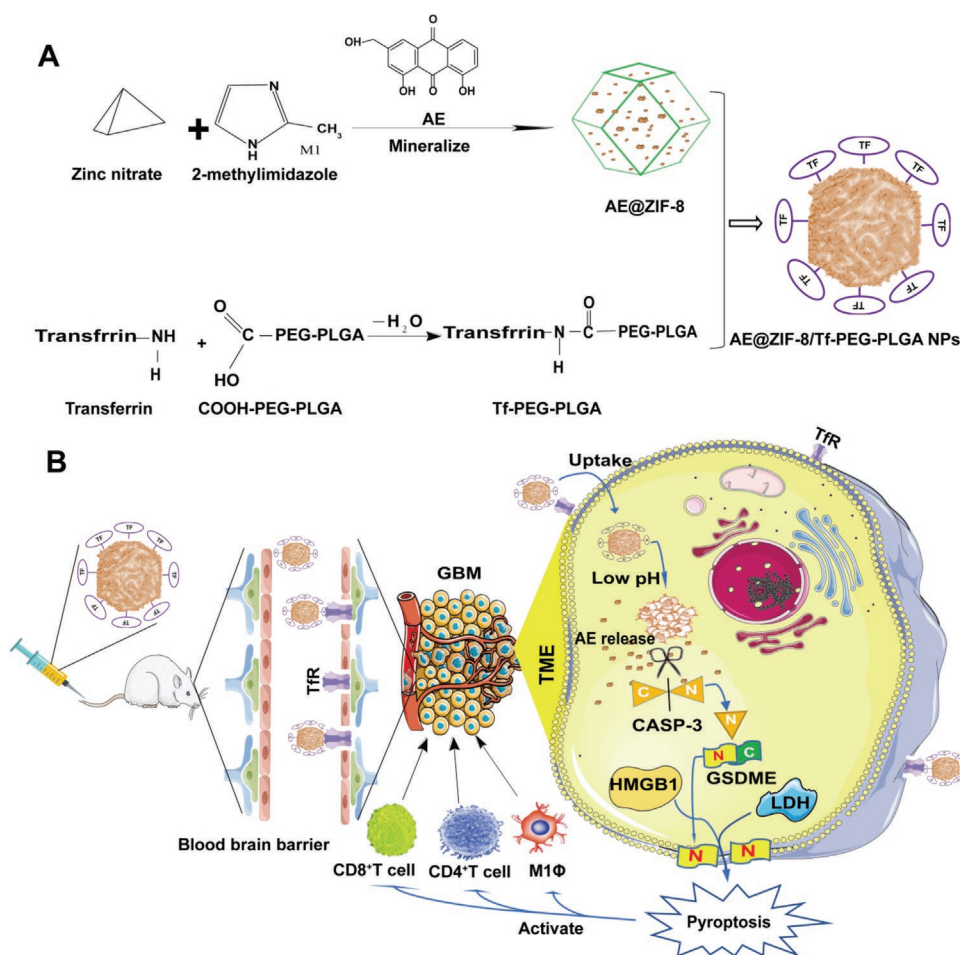 A
O
OH
OH
O
OH
AE
Mineralize
N
N
H
CH3
M1
Zinc nitrate
2-methylimidazole
AE@ZIF-8
TF
TF
TF
TF
TF
TF
TF
TF
AE@ZIF-8/Tf-PEG-PLGA NPs
Transfrrin
NH
H
+
O
C
PEG-PLGA
HO
−H2O
Transfrrin
N
H
O
C
PEG-PLGA
Transferrin
COOH-PEG-PLGA
Tf-PEG-PLGA
B
TF
TF
TF
TF
TF
TF
TF
TF
TfR
Blood brain barrier
GBM
TME
CD8+T cell
CD4+T cell
M1Φ
Activate
Uptake
TfR
Low pH
AE release
C
N
CASP-3
N
N
C
GSDME
HMGB1
LDH
N
N
Pyroptosis